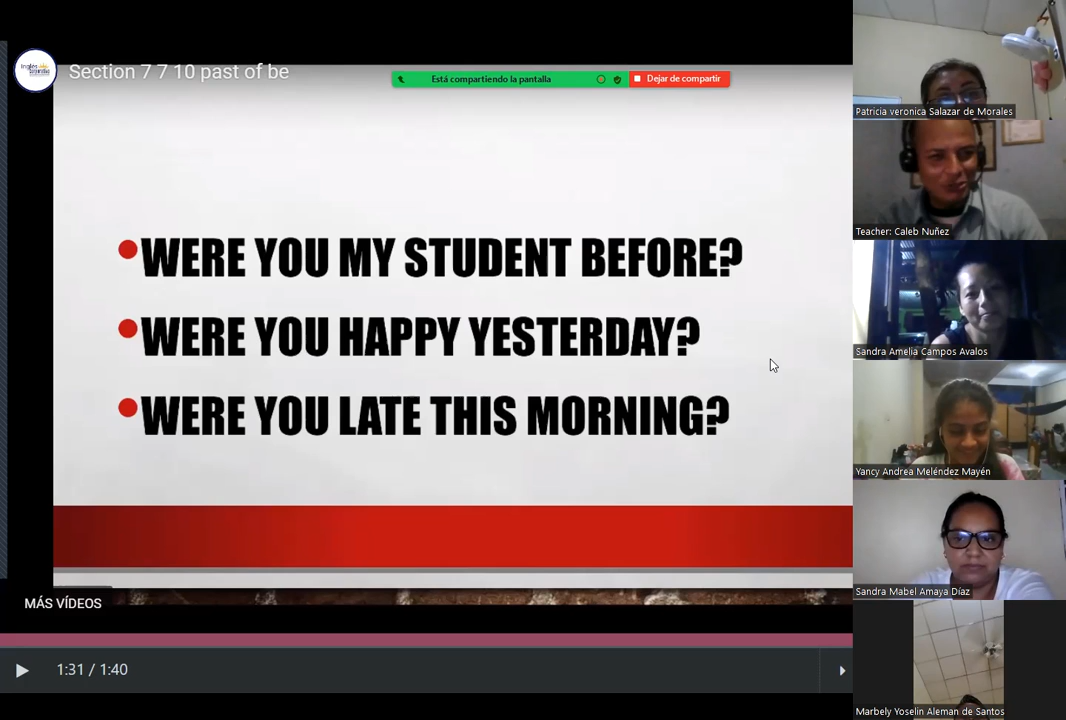 Inglés
Section 7 7 10 past of be
Está compartiendo la pantalla
Dejar de compartir
•WERE YOU MY STUDENT BEFORE?
•WERE YOU HAPPY YESTERDAY?
•WERE YOU LATE THIS MORNING?
MÁS VÍDEOS
1:31 / 1:40
Patricia veronica Salazar de Morales
Teacher: Caleb Nuñez
Sandra Amelia Campos Avalos
Yancy Andrea Meléndez Mayén
Sandra Mabel Amaya Díaz
Marbely Yoselin Aleman de Santos